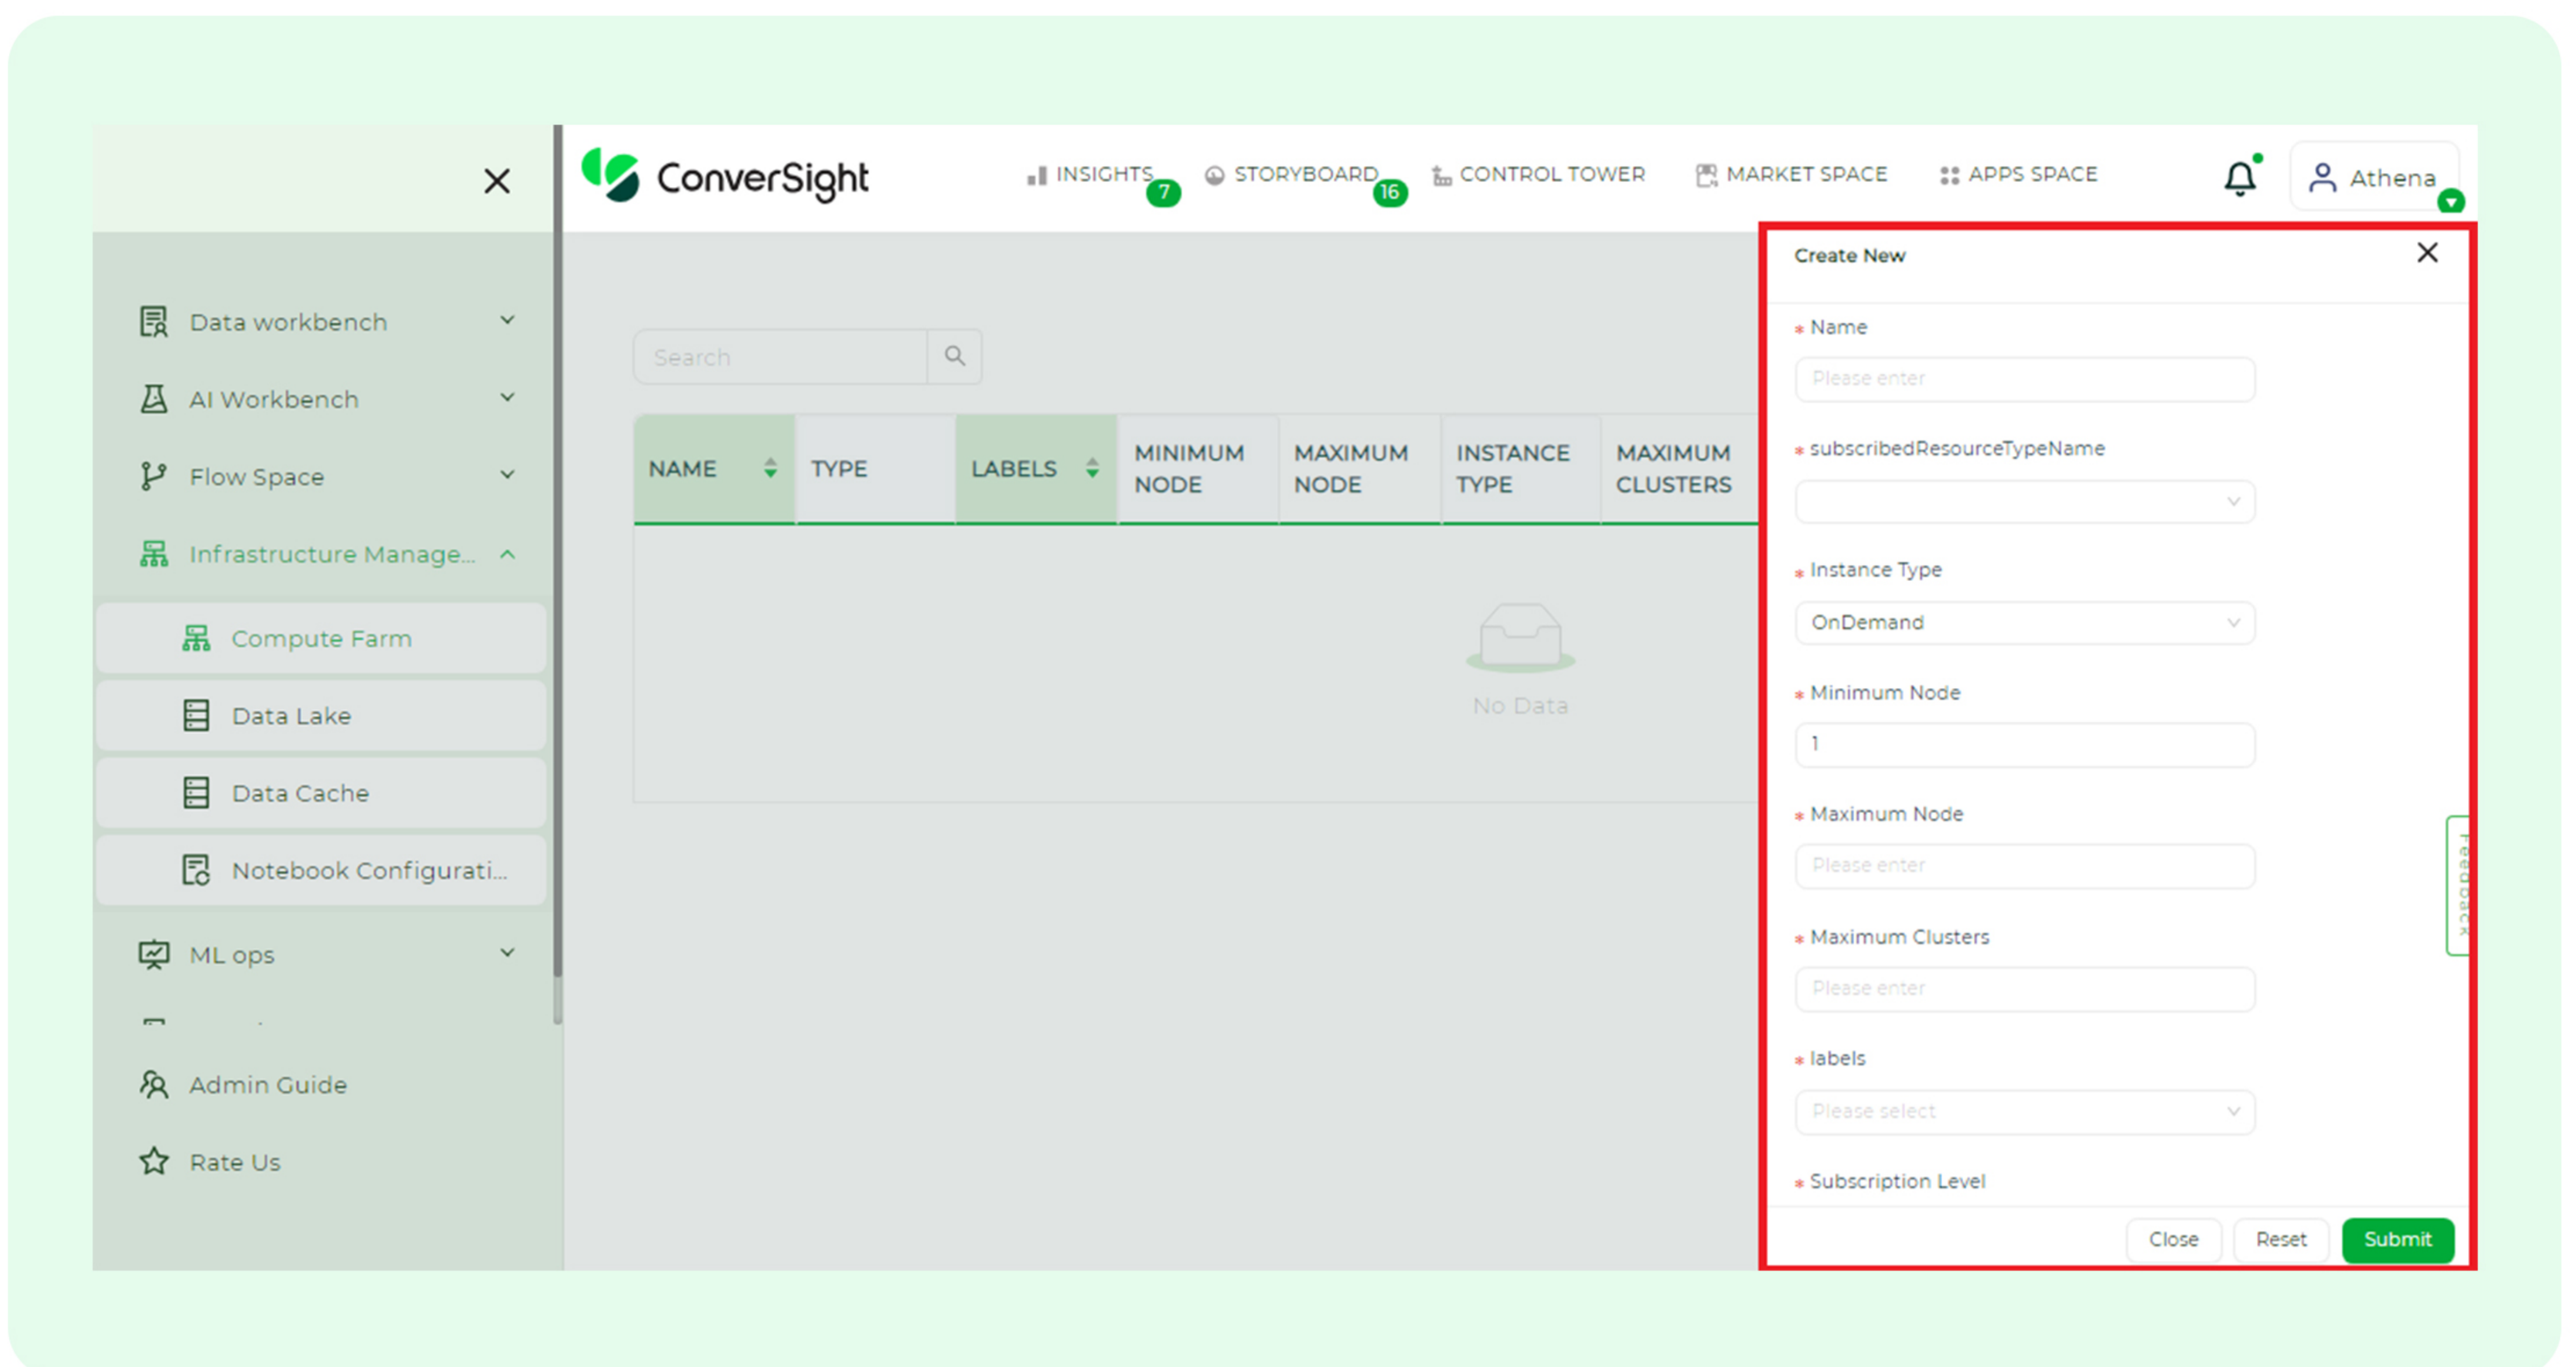 ConverSight
INSIGHTS
7
STORYBOARD
16
CONTROL TOWER
MARKET SPACE
APPS SPACE
Athena
Data workbench
AI Workbench
Flow Space
Infrastructure Manage...
Compute Farm
Data Lake
Data Cache
Notebook Configurati...
ML ops
Admin Guide
Rate Us
Search
NAME
TYPE
LABELS
MINIMUM
NODE
MAXIMUM
NODE
INSTANCE
TYPE
MAXIMUM
CLUSTERS
No Data
Create New
* Name
Please enter
* subscribedResourceTypeName
* Instance Type
OnDemand
* Minimum Node
1
* Maximum Node
Please enter
* Maximum Clusters
Please enter
* labels
Please select
* Subscription Level
Feedback
Close
Reset
Submit